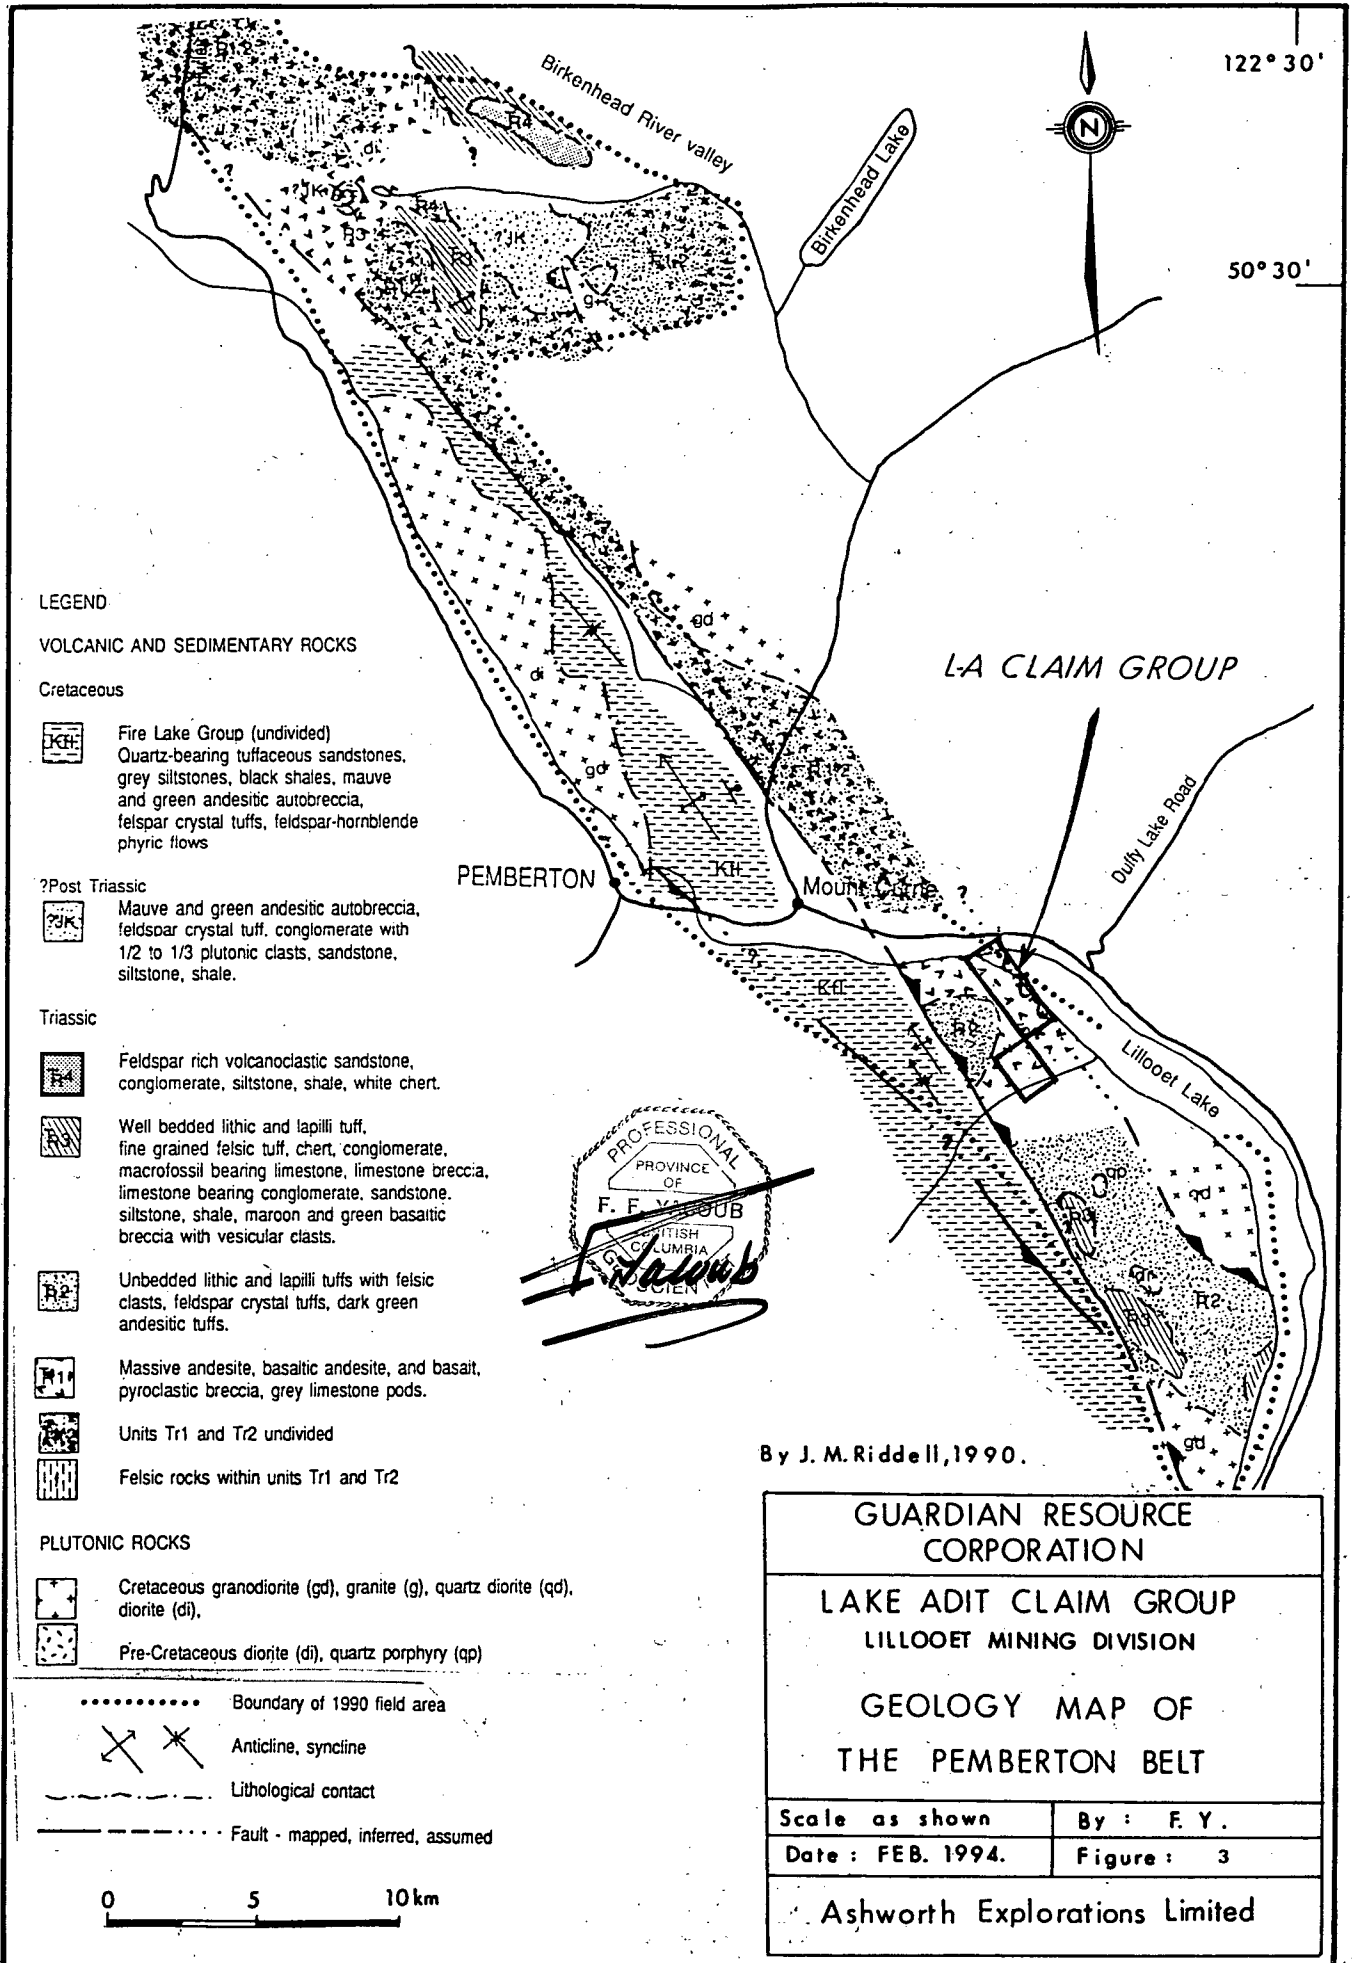 122° 30'
50° 30'
N
Birkenhead River valley
Birkenhead Lake
L-A CLAIM GROUP
Duffy Lake Road
PEMBERTON
Mount Currie
Lillooet Lake
LEGEND
VOLCANIC AND SEDIMENTARY ROCKS
Cretaceous
Kfl
Fire Lake Group (undivided)
Quartz-bearing tuffaceous sandstones,
grey siltstones, black shales, mauve
and green andesitic autobreccia,
felspar crystal tuffs, feldspar-hornblende
phyric flows
?Post Triassic
?JK
Mauve and green andesitic autobreccia,
feldspar crystal tuff, conglomerate with
1/2 to 1/3 plutonic clasts, sandstone,
siltstone, shale.
Triassic
Tr4
Feldspar rich volcanoclastic sandstone,
conglomerate, siltstone, shale, white chert.
Tr3
Well bedded lithic and lapilli tuff,
fine grained felsic tuff, chert, conglomerate,
macrofossil bearing limestone, limestone breccia,
limestone bearing conglomerate, sandstone.
siltstone, shale, maroon and green basaltic
breccia with vesicular clasts.
Tr2
Unbedded lithic and lapilli tuffs with felsic
clasts, feldspar crystal tuffs, dark green
andesitic tuffs.
Tr1
Massive andesite, basaltic andesite, and basalt,
pyroclastic breccia, grey limestone pods.
Units Tr1 and Tr2 undivided
Felsic rocks within units Tr1 and Tr2
PLUTONIC ROCKS
Cretaceous granodiorite (gd), granite (g), quartz diorite (qd),
diorite (di),
Pre-Cretaceous diorite (di), quartz porphyry (qp)
Boundary of 1990 field area
Anticline, syncline
Lithological contact
Fault - mapped, inferred, assumed
0 5 10 km
PROFESSIONAL
PROVINCE
OF
F. F. YACOUB
BRITISH
COLUMBIA
GEOSCIENTIST
Yacoub
By J. M. Riddell, 1990.
GUARDIAN RESOURCE
CORPORATION
LAKE ADIT CLAIM GROUP
LILLOOET MINING DIVISION
GEOLOGY MAP OF
THE PEMBERTON BELT
Scale as shown
By : F. Y.
Date : FEB. 1994.
Figure : 3
Ashworth Explorations Limited